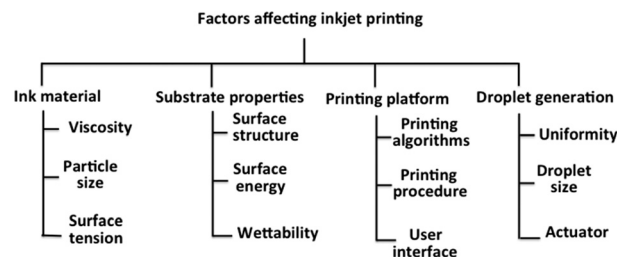 Factors affecting inkjet printing
Ink material
Viscosity
Particle
size
Surface
tension
Substrate properties
Surface
structure
Surface
energy
Wettability
Printing platform
Printing
algorithms
Printing
procedure
User
interface
Droplet generation
Uniformity
Droplet
size
Actuator